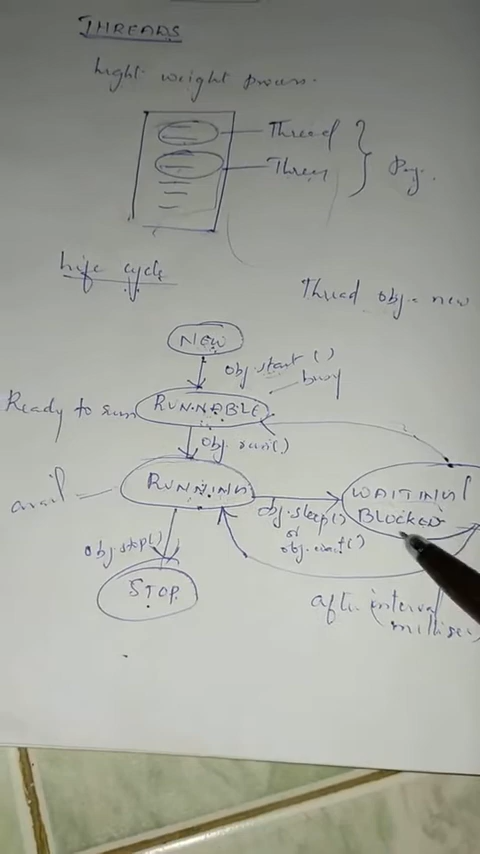 THREADS
Light weight process.
Thread
Thread
Life cycle
Thread obj = new
NEW
obj.start()
busy
Ready to run
RUNNABLE
obj run()
avail
RUNNING
WAITING/
BLOCKED
obj.sleep()
or
obj.wait()
obj.stop()
STOP
after interval
millisec